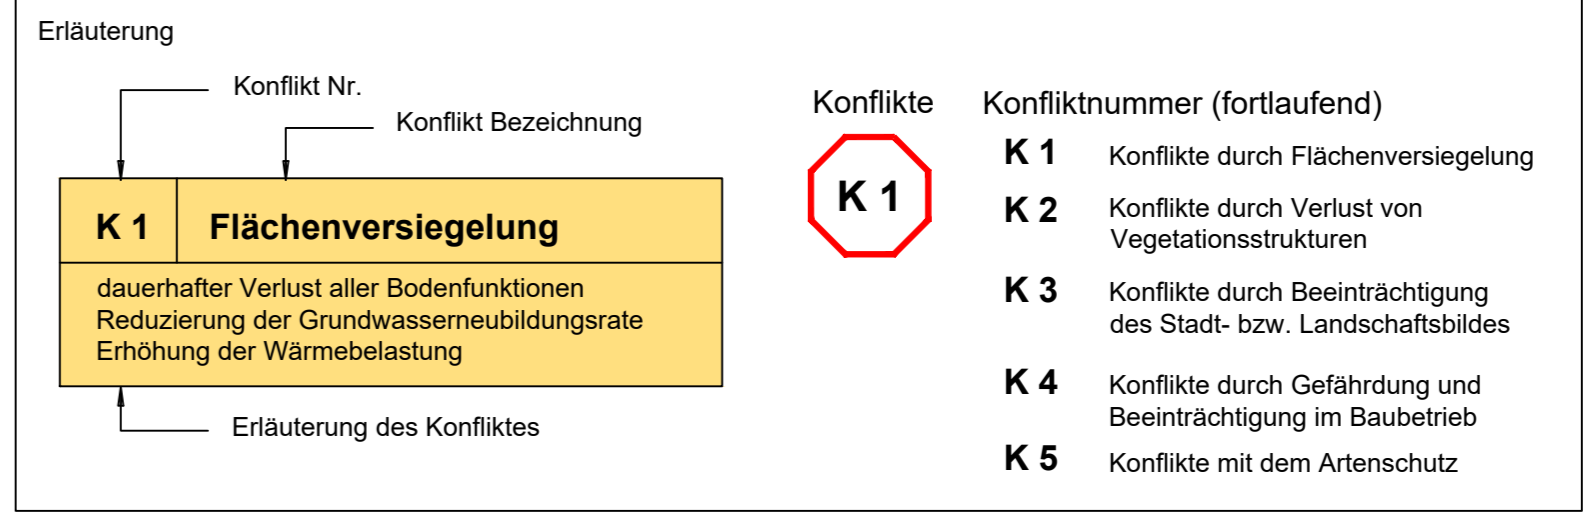 Erläuterung
Konflikt Nr.
Konflikt Bezeichnung
K 1
Flächenversiegelung
dauerhafter Verlust aller Bodenfunktionen
Reduzierung der Grundwasserneubildungsrate
Erhöhung der Wärmebelastung
Erläuterung des Konfliktes
Konflikte
K 1
Konfliktnummer (fortlaufend)
K 1 Konflikte durch Flächenversiegelung
K 2 Konflikte durch Verlust von
Vegetationsstrukturen
K 3 Konflikte durch Beeinträchtigung
des Stadt- bzw. Landschaftsbildes
K 4 Konflikte durch Gefährdung und
Beeinträchtigung im Baubetrieb
K 5 Konflikte mit dem Artenschutz